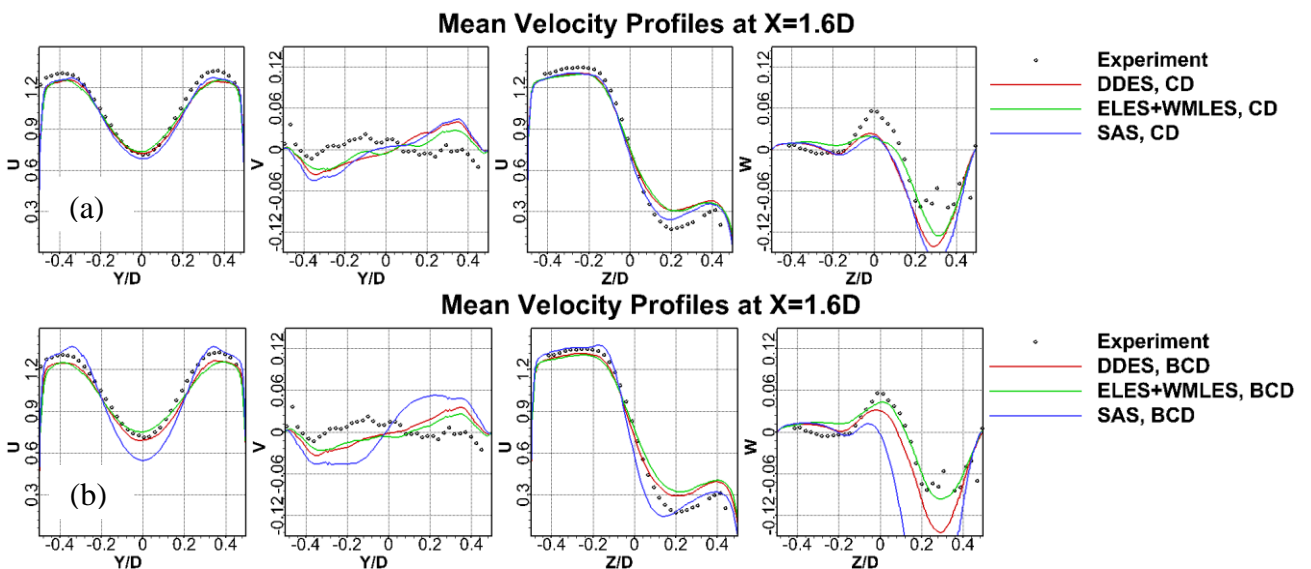 Mean Velocity Profiles at X=1.6D
U
1.2
0.9
0.6
0.3
(a)
-0.4 -0.2 0 0.2 0.4
Y/D
V
0.12
0.06
0
-0.06
-0.12
-0.4 -0.2 0 0.2 0.4
Y/D
U
1.2
0.9
0.6
0.3
-0.4 -0.2 0 0.2 0.4
Z/D
W
0.12
0.06
0
-0.06
-0.12
-0.4 -0.2 0 0.2 0.4
Z/D
Experiment
DDES, CD
ELES+WMLES, CD
SAS, CD
Mean Velocity Profiles at X=1.6D
U
1.2
0.9
0.6
0.3
(b)
-0.4 -0.2 0 0.2 0.4
Y/D
V
0.12
0.06
0
-0.06
-0.12
-0.4 -0.2 0 0.2 0.4
Y/D
U
1.2
0.9
0.6
0.3
-0.4 -0.2 0 0.2 0.4
Z/D
W
0.12
0.06
0
-0.06
-0.12
-0.4 -0.2 0 0.2 0.4
Z/D
Experiment
DDES, BCD
ELES+WMLES, BCD
SAS, BCD